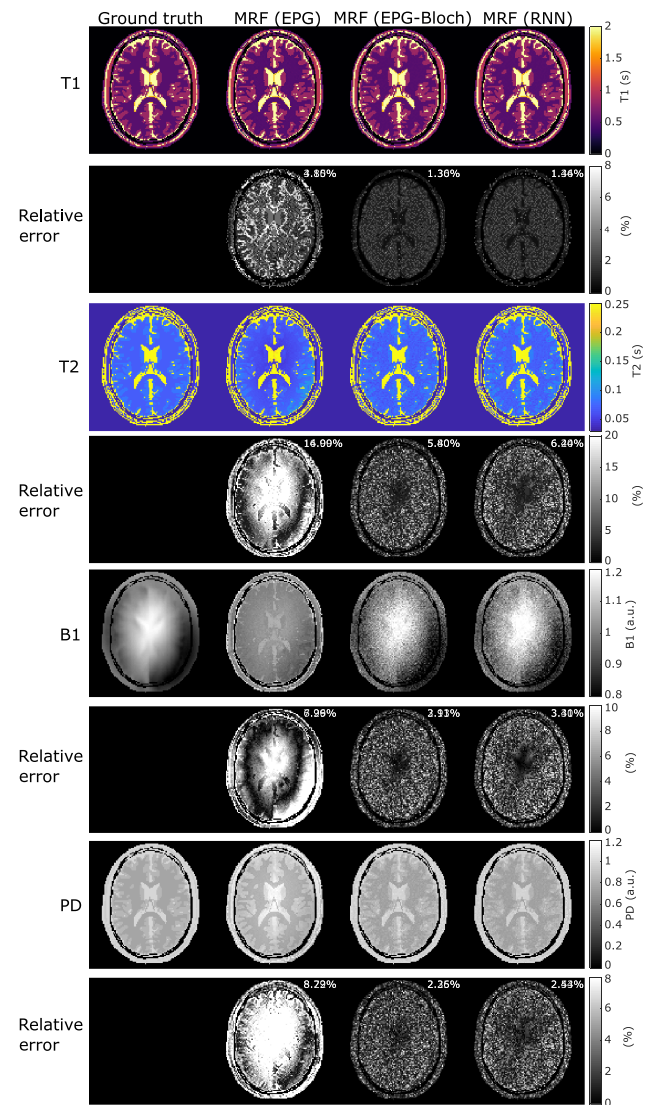 Ground truth MRF (EPG) MRF (EPG-Bloch) MRF (RNN)
T1
2
1.5
1
0.5
0
T1 (s)
Relative
error
8
6
4
2
0
(%)
T2
0.25
0.2
0.15
0.1
0.05
T2 (s)
Relative
error
20
15
10
5
0
(%)
B1
1.2
1.1
1
0.9
0.8
B1 (a.u.)
Relative
error
10
8
6
4
2
0
(%)
PD
1.2
1
0.8
0.6
0.4
0.2
0
PD (a.u.)
Relative
error
8
6
4
2
0
(%)